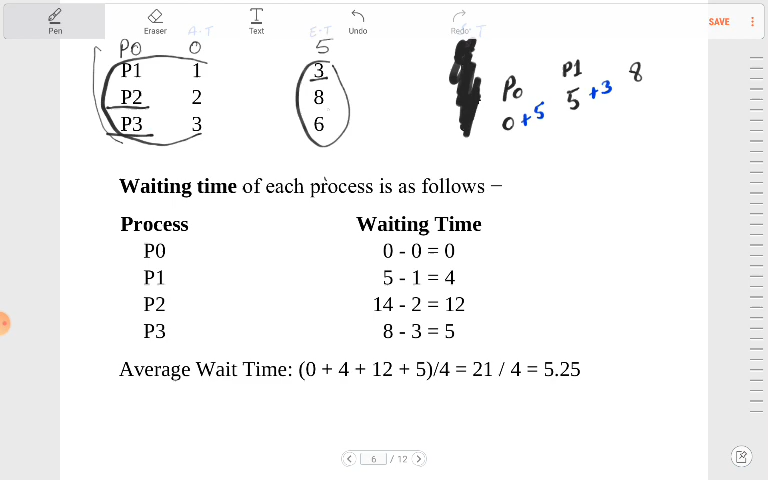 Pen Eraser Text Undo Redo SAVE
A.T E.T
P0 0 5
P1 1 3
P2 2 8
P3 3 6
P0 P1 8
0+5 5+3
Waiting time of each process is as follows −
Process Waiting Time
P0 0 - 0 = 0
P1 5 - 1 = 4
P2 14 - 2 = 12
P3 8 - 3 = 5
Average Wait Time: (0 + 4 + 12 + 5)/4 = 21 / 4 = 5.25
6 / 12